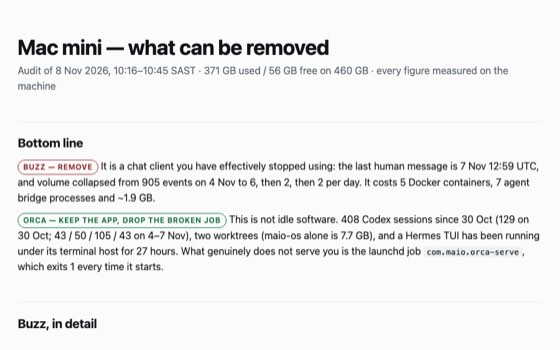 Mac mini — what can be removed
Audit of 8 Nov 2026, 10:16–10:45 SAST · 371 GB used / 56 GB free on 460 GB · every figure measured on the
machine
Bottom line
BUZZ — REMOVE It is a chat client you have effectively stopped using: the last human message is 7 Nov 12:59 UTC,
and volume collapsed from 905 events on 4 Nov to 6, then 2, then 2 per day. It costs 5 Docker containers, 7 agent
bridge processes and ~1.9 GB.
ORCA — KEEP THE APP, DROP THE BROKEN JOB This is not idle software. 408 Codex sessions since 30 Oct (129 on
30 Oct; 43 / 50 / 105 / 43 on 4–7 Nov), two worktrees (maio-os alone is 7.7 GB), and a Hermes TUI has been running
under its terminal host for 27 hours. What genuinely does not serve you is the launchd job com.maio.orca-serve,
which exits 1 every time it starts.
Buzz, in detail